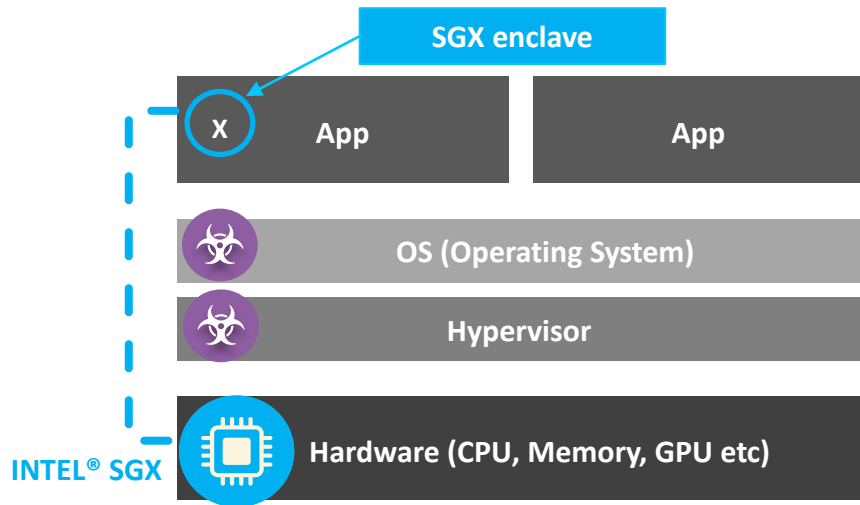 SGX enclave
X
App
App
OS (Operating System)
Hypervisor
Hardware (CPU, Memory, GPU etc)
INTEL® SGX